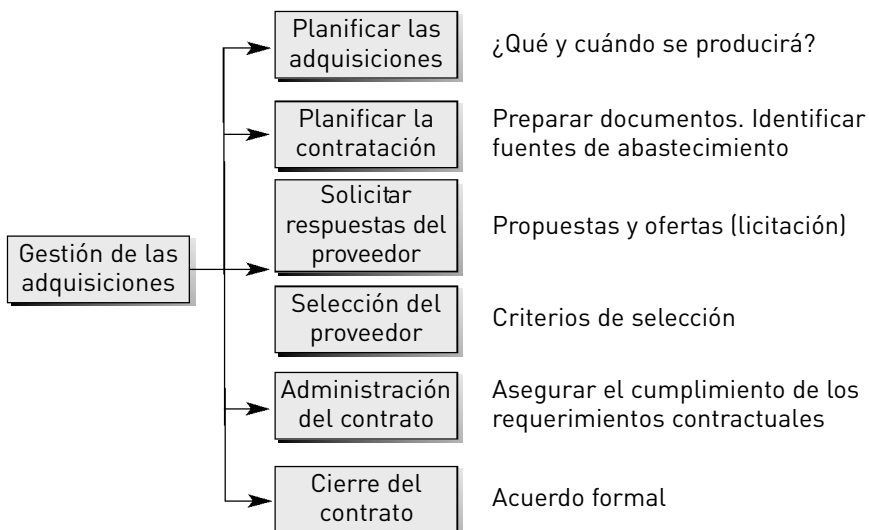 Planificar las
adquisiciones
¿Qué y cuándo se producirá?
Planificar la
contratación
Preparar documentos. Identificar
fuentes de abastecimiento
Solicitar
respuestas del
proveedor
Propuestas y ofertas (licitación)
Gestión de las
adquisiciones
Selección del
proveedor
Criterios de selección
Administración
del contrato
Asegurar el cumplimiento de los
requerimientos contractuales
Cierre del
contrato
Acuerdo formal